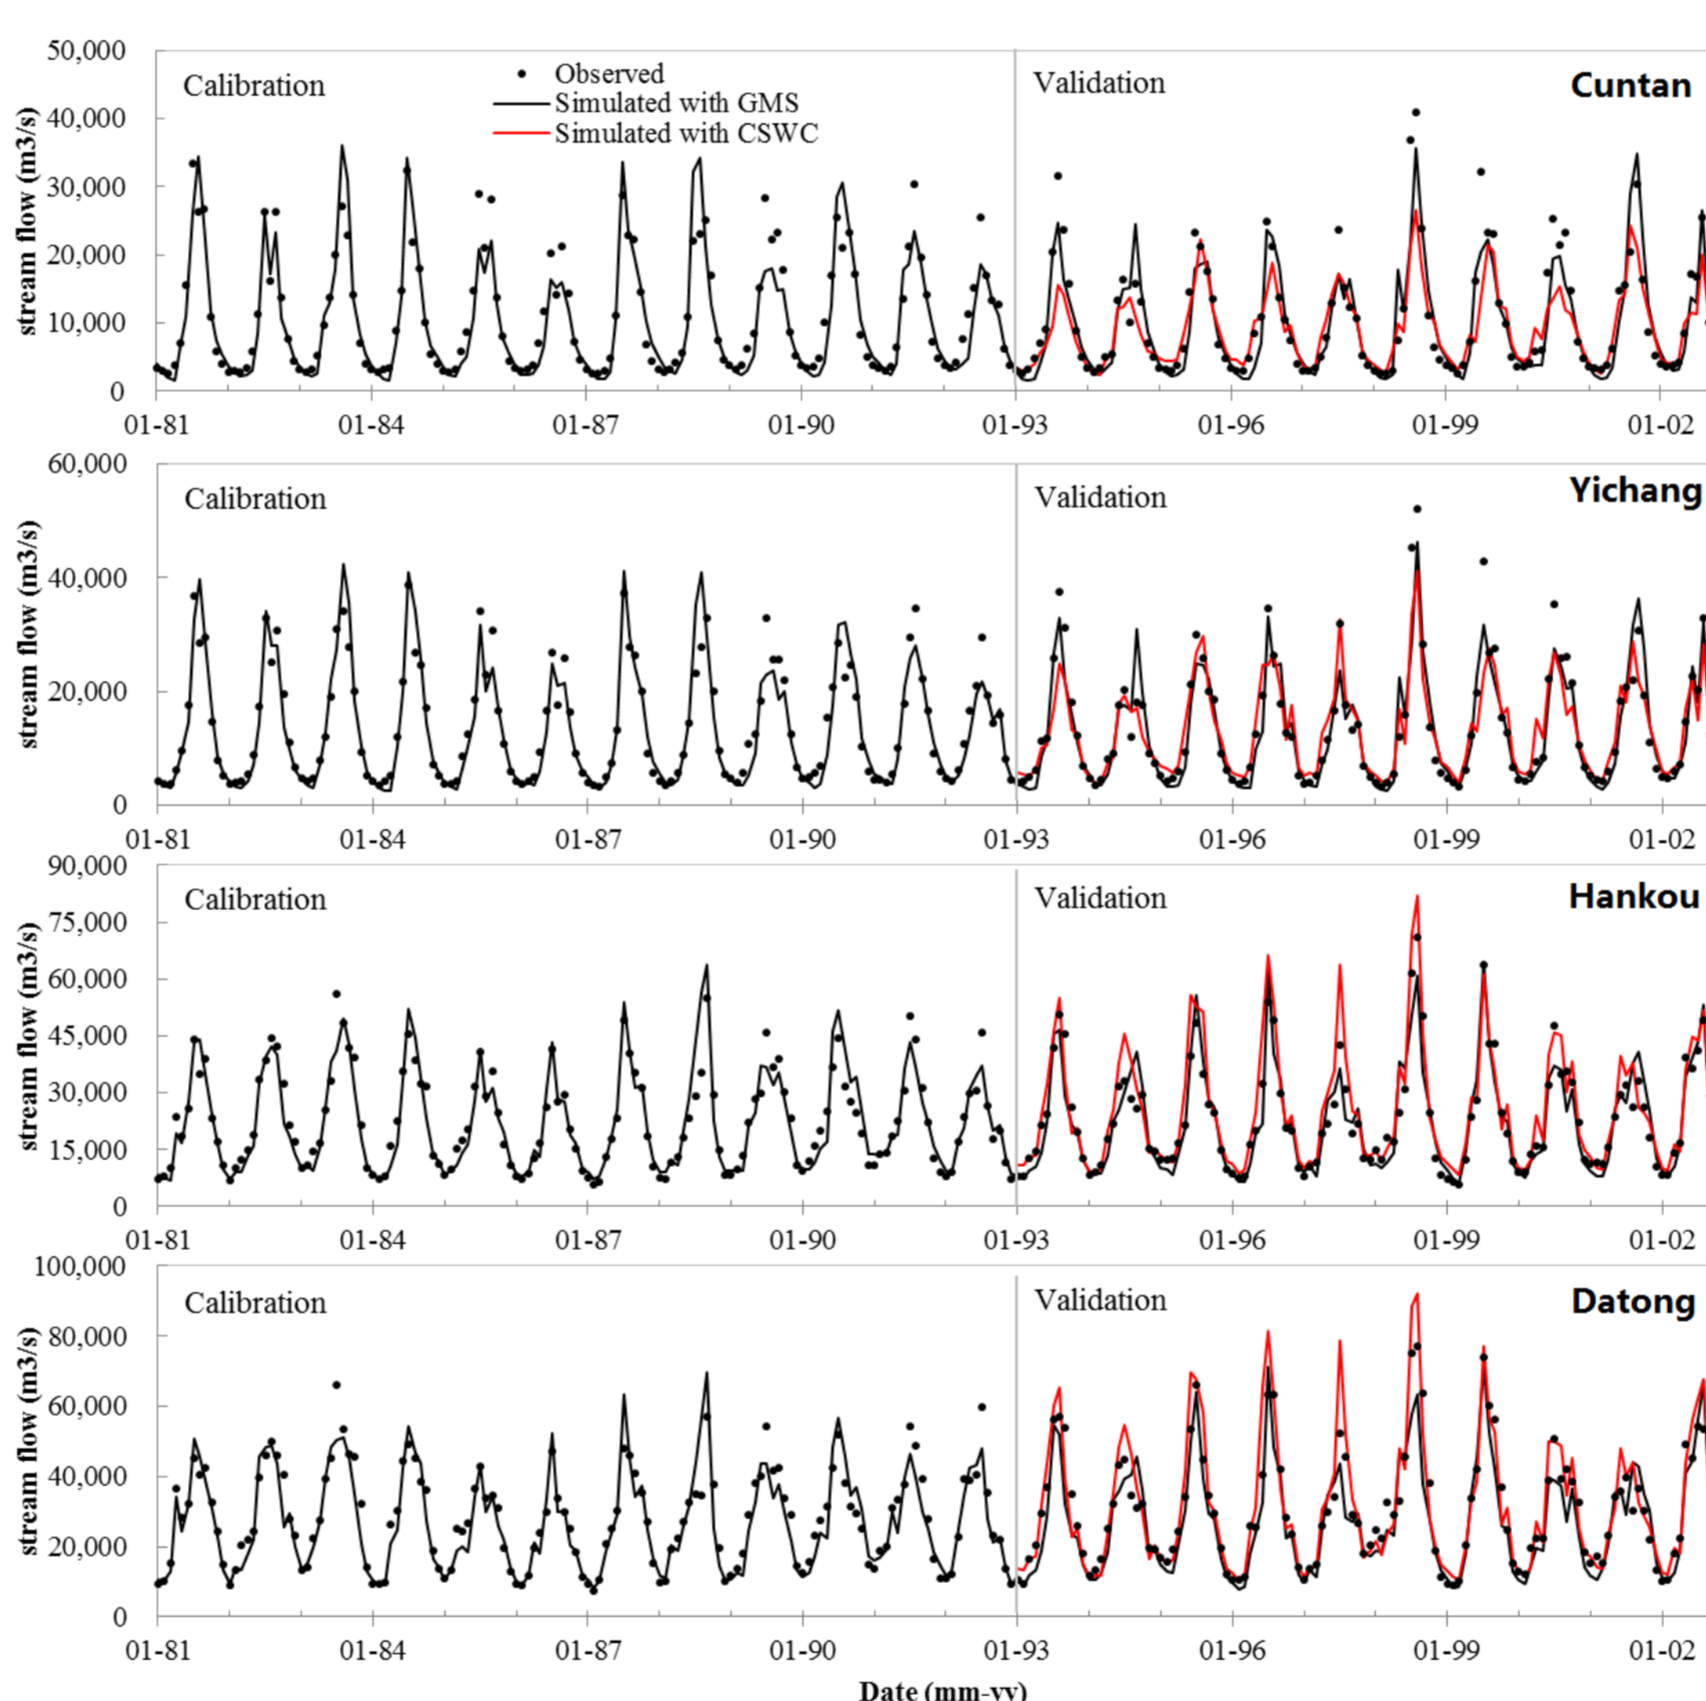 50,000
40,000
30,000
20,000
10,000
0
stream flow (m3/s)
Calibration
Observed
Simulated with GMS
Simulated with CSWC
Validation
Cuntan
01-81
01-84
01-87
01-90
01-93
01-96
01-99
01-02
60,000
40,000
20,000
0
stream flow (m3/s)
Calibration
Validation
Yichang
01-81
01-84
01-87
01-90
01-93
01-96
01-99
01-02
90,000
75,000
60,000
45,000
30,000
15,000
0
stream flow (m3/s)
Calibration
Validation
Hankou
01-81
01-84
01-87
01-90
01-93
01-96
01-99
01-02
100,000
80,000
60,000
40,000
20,000
0
stream flow (m3/s)
Calibration
Validation
Datong
01-81
01-84
01-87
01-90
01-93
01-96
01-99
01-02
Date (mm-yy)